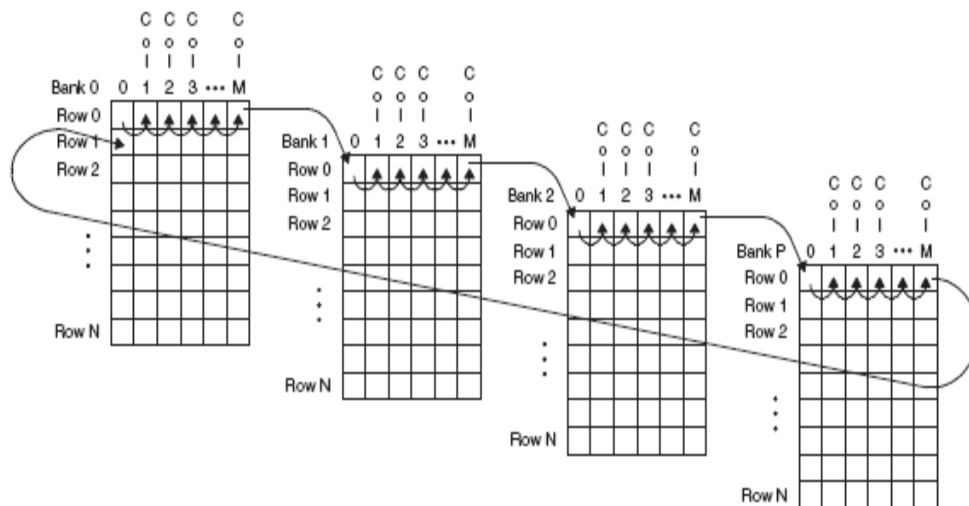 C C C C
o o o o
l l l l
Bank 0 0 1 2 3 ••• M
Row 0
Row 1
Row 2
Row N
C C C C
o o o o
l l l l
Bank 1 0 1 2 3 ••• M
Row 0
Row 1
Row 2
Row N
C C C C
o o o o
l l l l
Bank 2 0 1 2 3 ••• M
Row 0
Row 1
Row 2
Row N
C C C C
o o o o
l l l l
Bank P 0 1 2 3 ••• M
Row 0
Row 1
Row 2
Row N